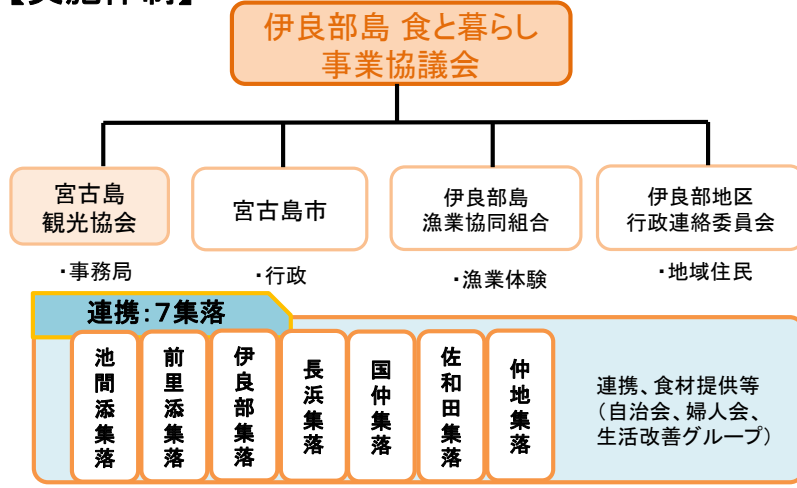 【実施体制】
伊良部島 食と暮らし
事業協議会
宮古島
観光協会
宮古島市
伊良部島
漁業協同組合
伊良部地区
行政連絡委員会
・事務局
・行政
・漁業体験
・地域住民
連携：７集落
池間添集落
前里添集落
伊良部集落
長浜集落
国仲集落
佐和田集落
仲地集落
連携、食材提供等
（自治会、婦人会、
生活改善グループ）